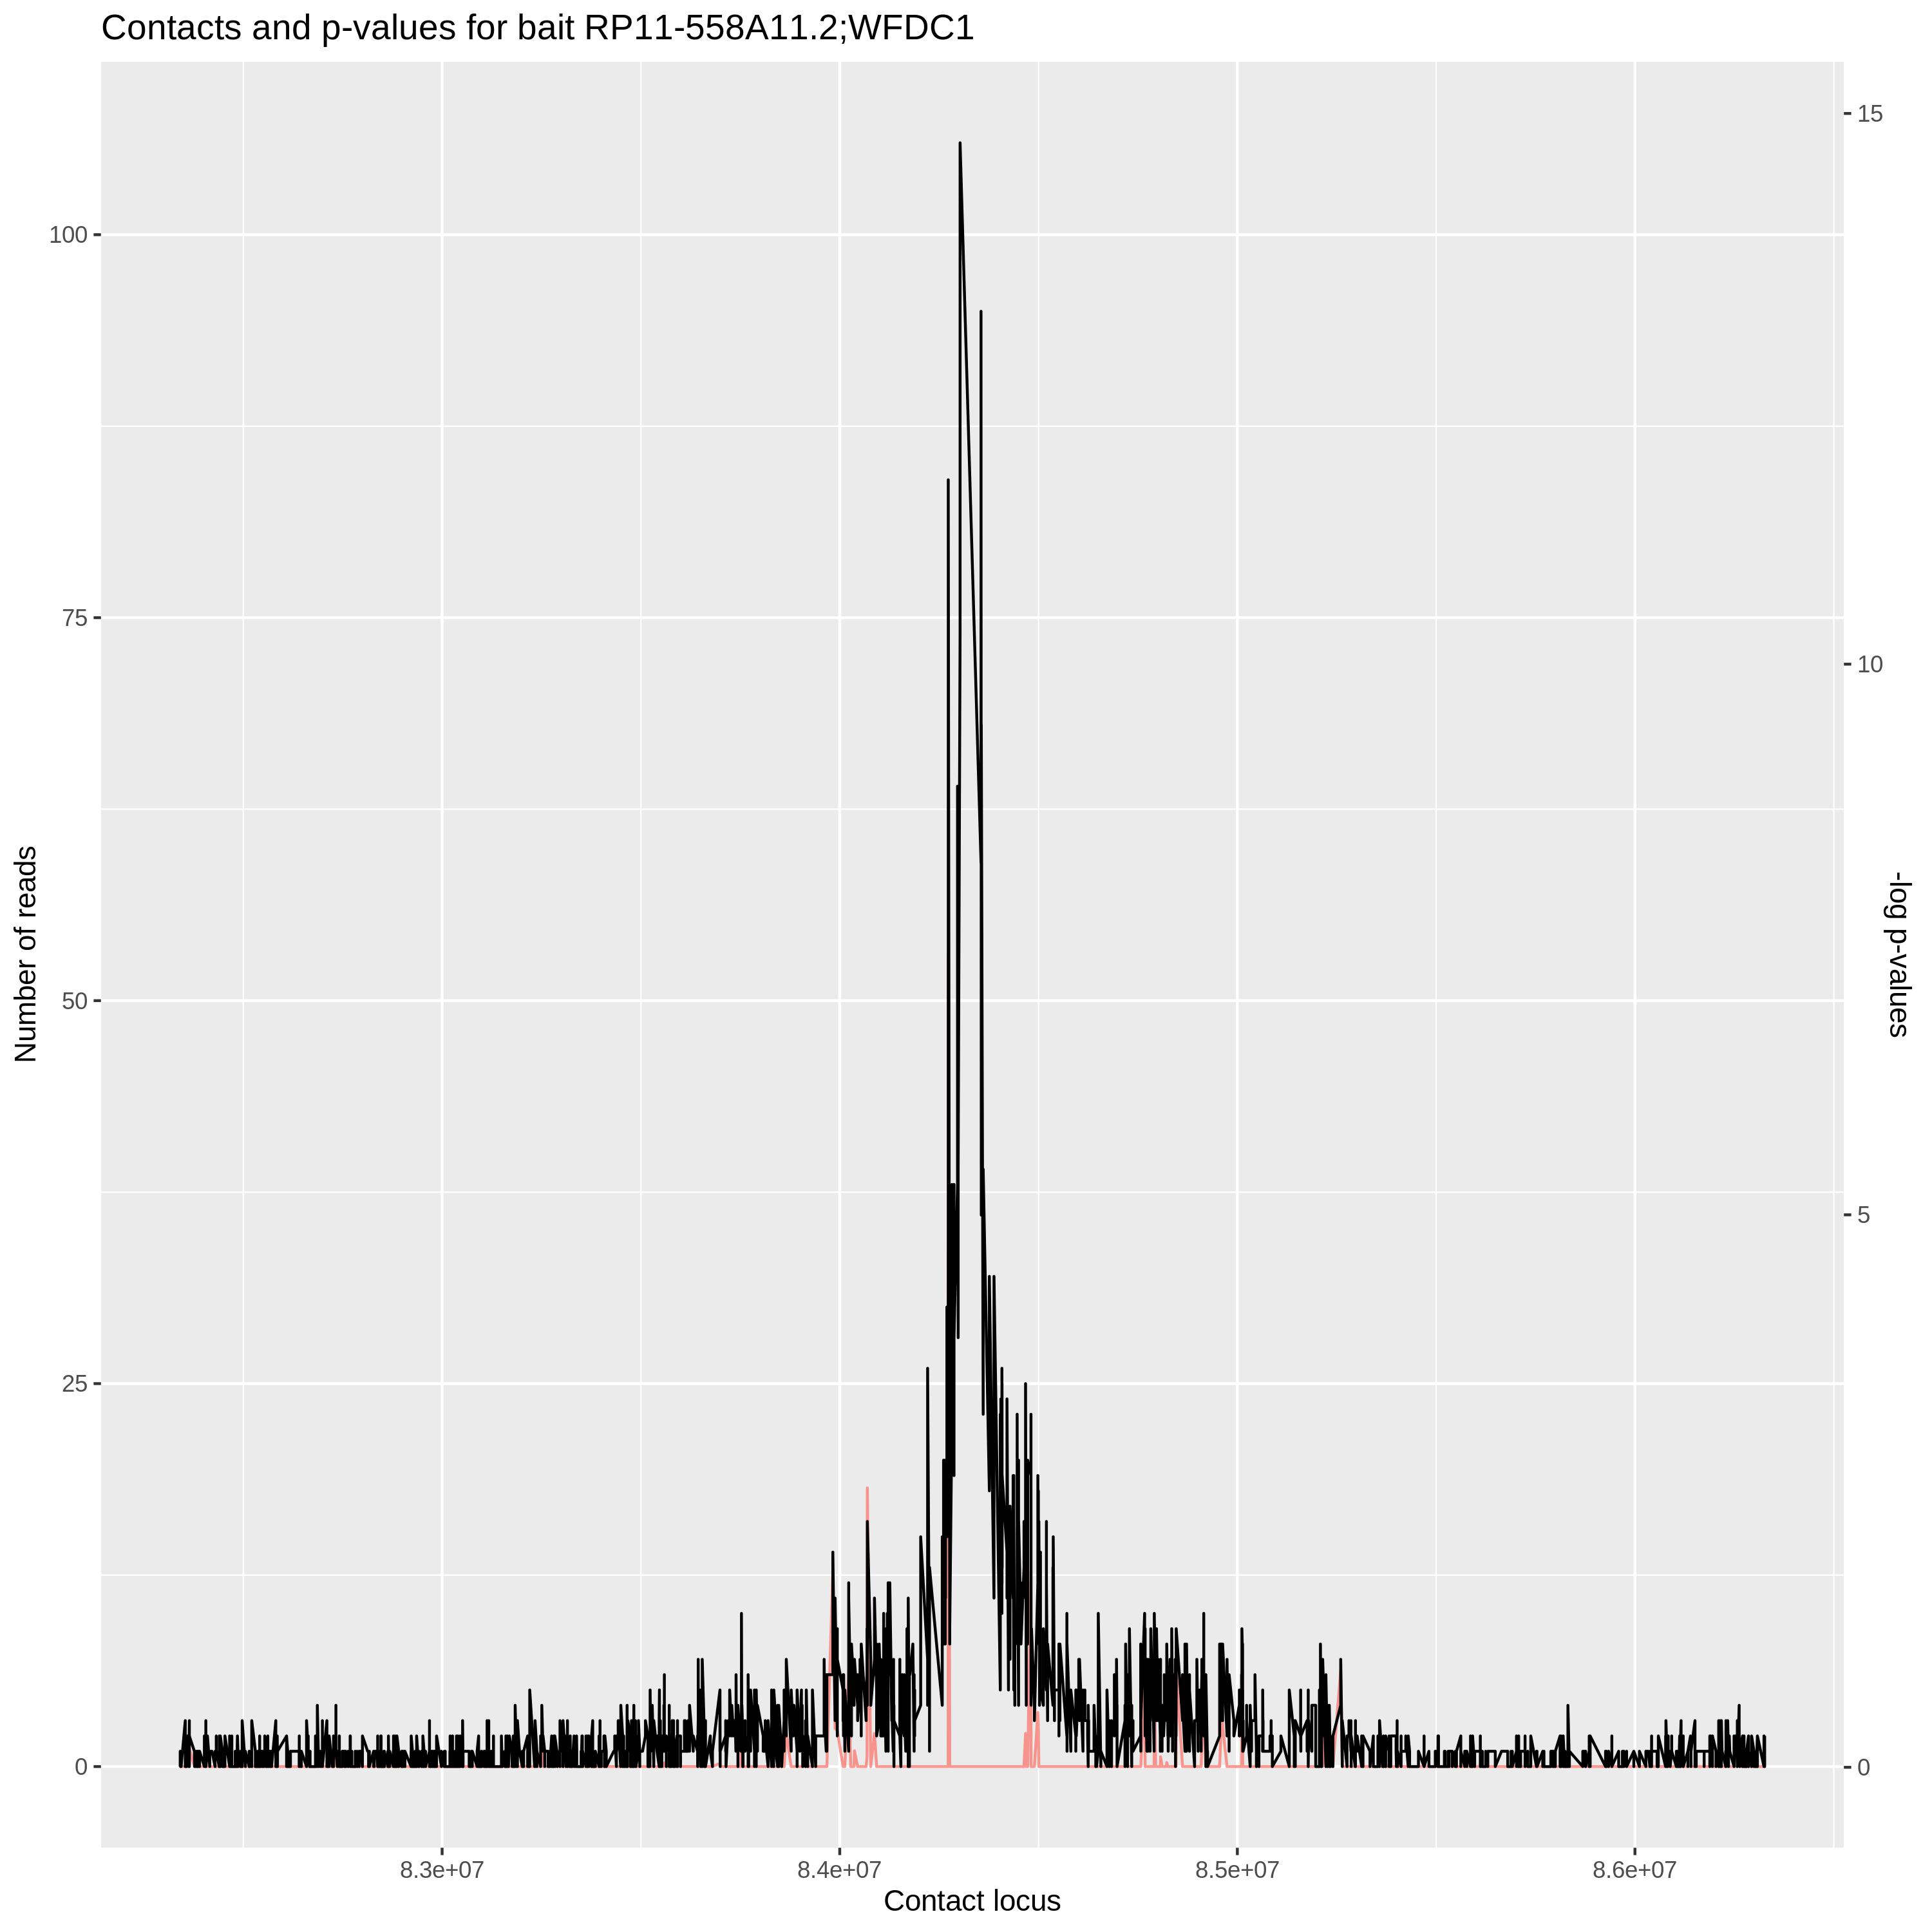 Contacts and p-values for bait RP11-558A11.2;WFDC1
Number of reads
100
75
50
25
0
15
10
5
0
-log p-values
8.3e+07 8.4e+07 8.5e+07 8.6e+07
Contact locus